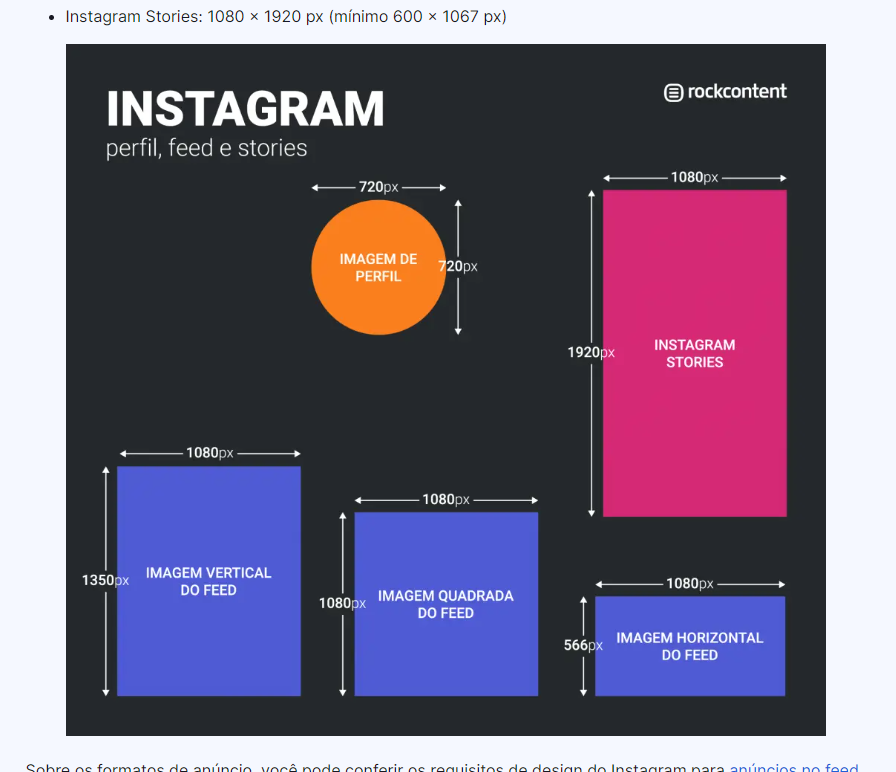 Instagram Stories: 1080 × 1920 px (mínimo 600 × 1067 px)
INSTAGRAM
perfil, feed e stories
rockcontent
720px
IMAGEM DE
PERFIL
720px
1080px
1920px
INSTAGRAM
STORIES
1080px
1350px
IMAGEM VERTICAL
DO FEED
1080px
1080px
IMAGEM QUADRADA
DO FEED
1080px
566px
IMAGEM HORIZONTAL
DO FEED
Sobre os formatos de anúncio, você pode conferir os requisitos de design do Instagram para anúncios no feed